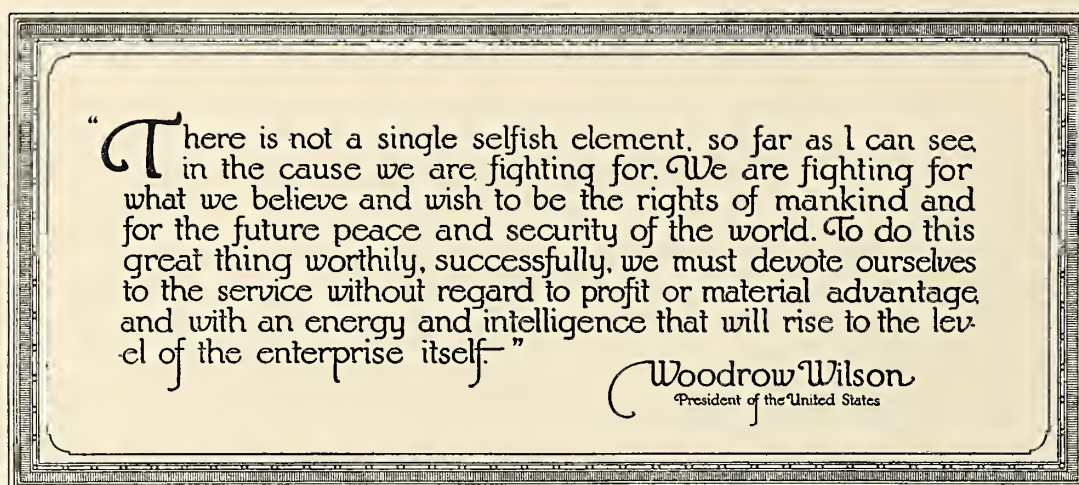 “There is not a single selfish element, so far as I can see,
in the cause we are fighting for. We are fighting for
what we believe and wish to be the rights of mankind and
for the future peace and security of the world. To do this
great thing worthily, successfully, we must devote ourselves
to the service without regard to profit or material advantage,
and with an energy and intelligence that will rise to the lev-
-el of the enterprise itself.—”
Woodrow Wilson
President of the United States